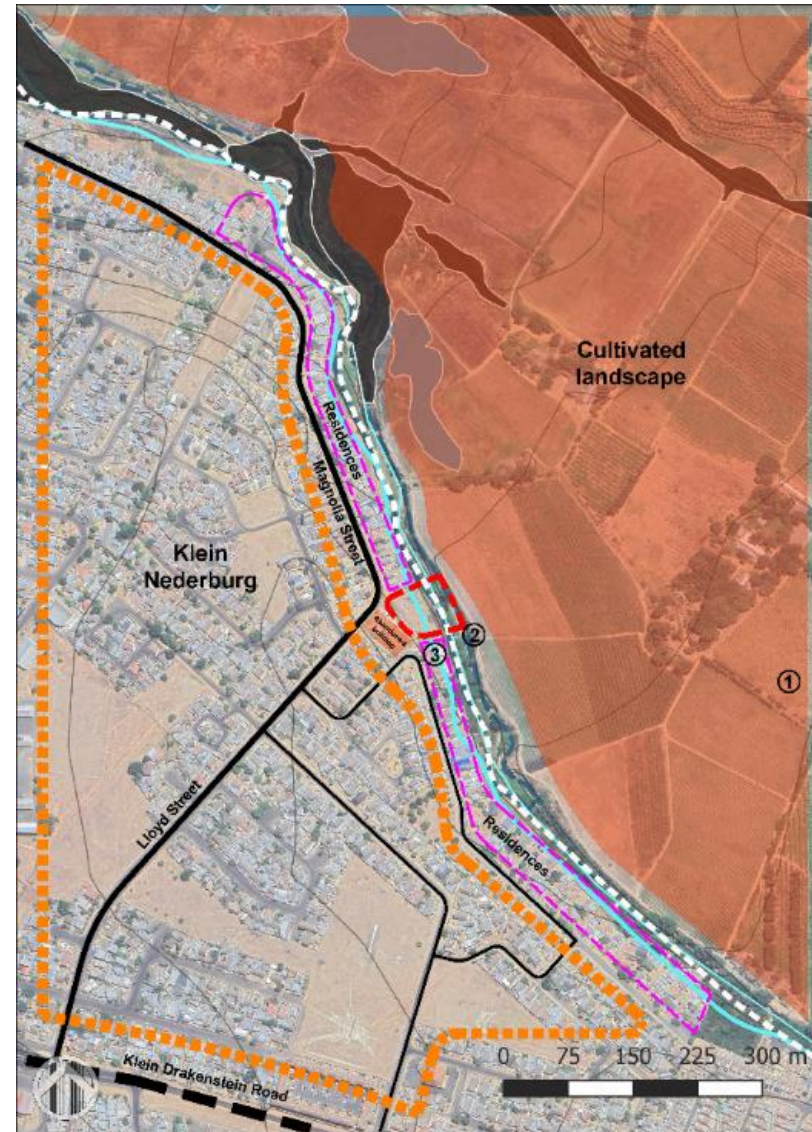 Cultivated
landscape
Residences
Magnolia Street
Klein
Nederburg
②
③
①
Lloyd Street
Residences
Klein Drakenstein Road
0 75 150 225 300 m